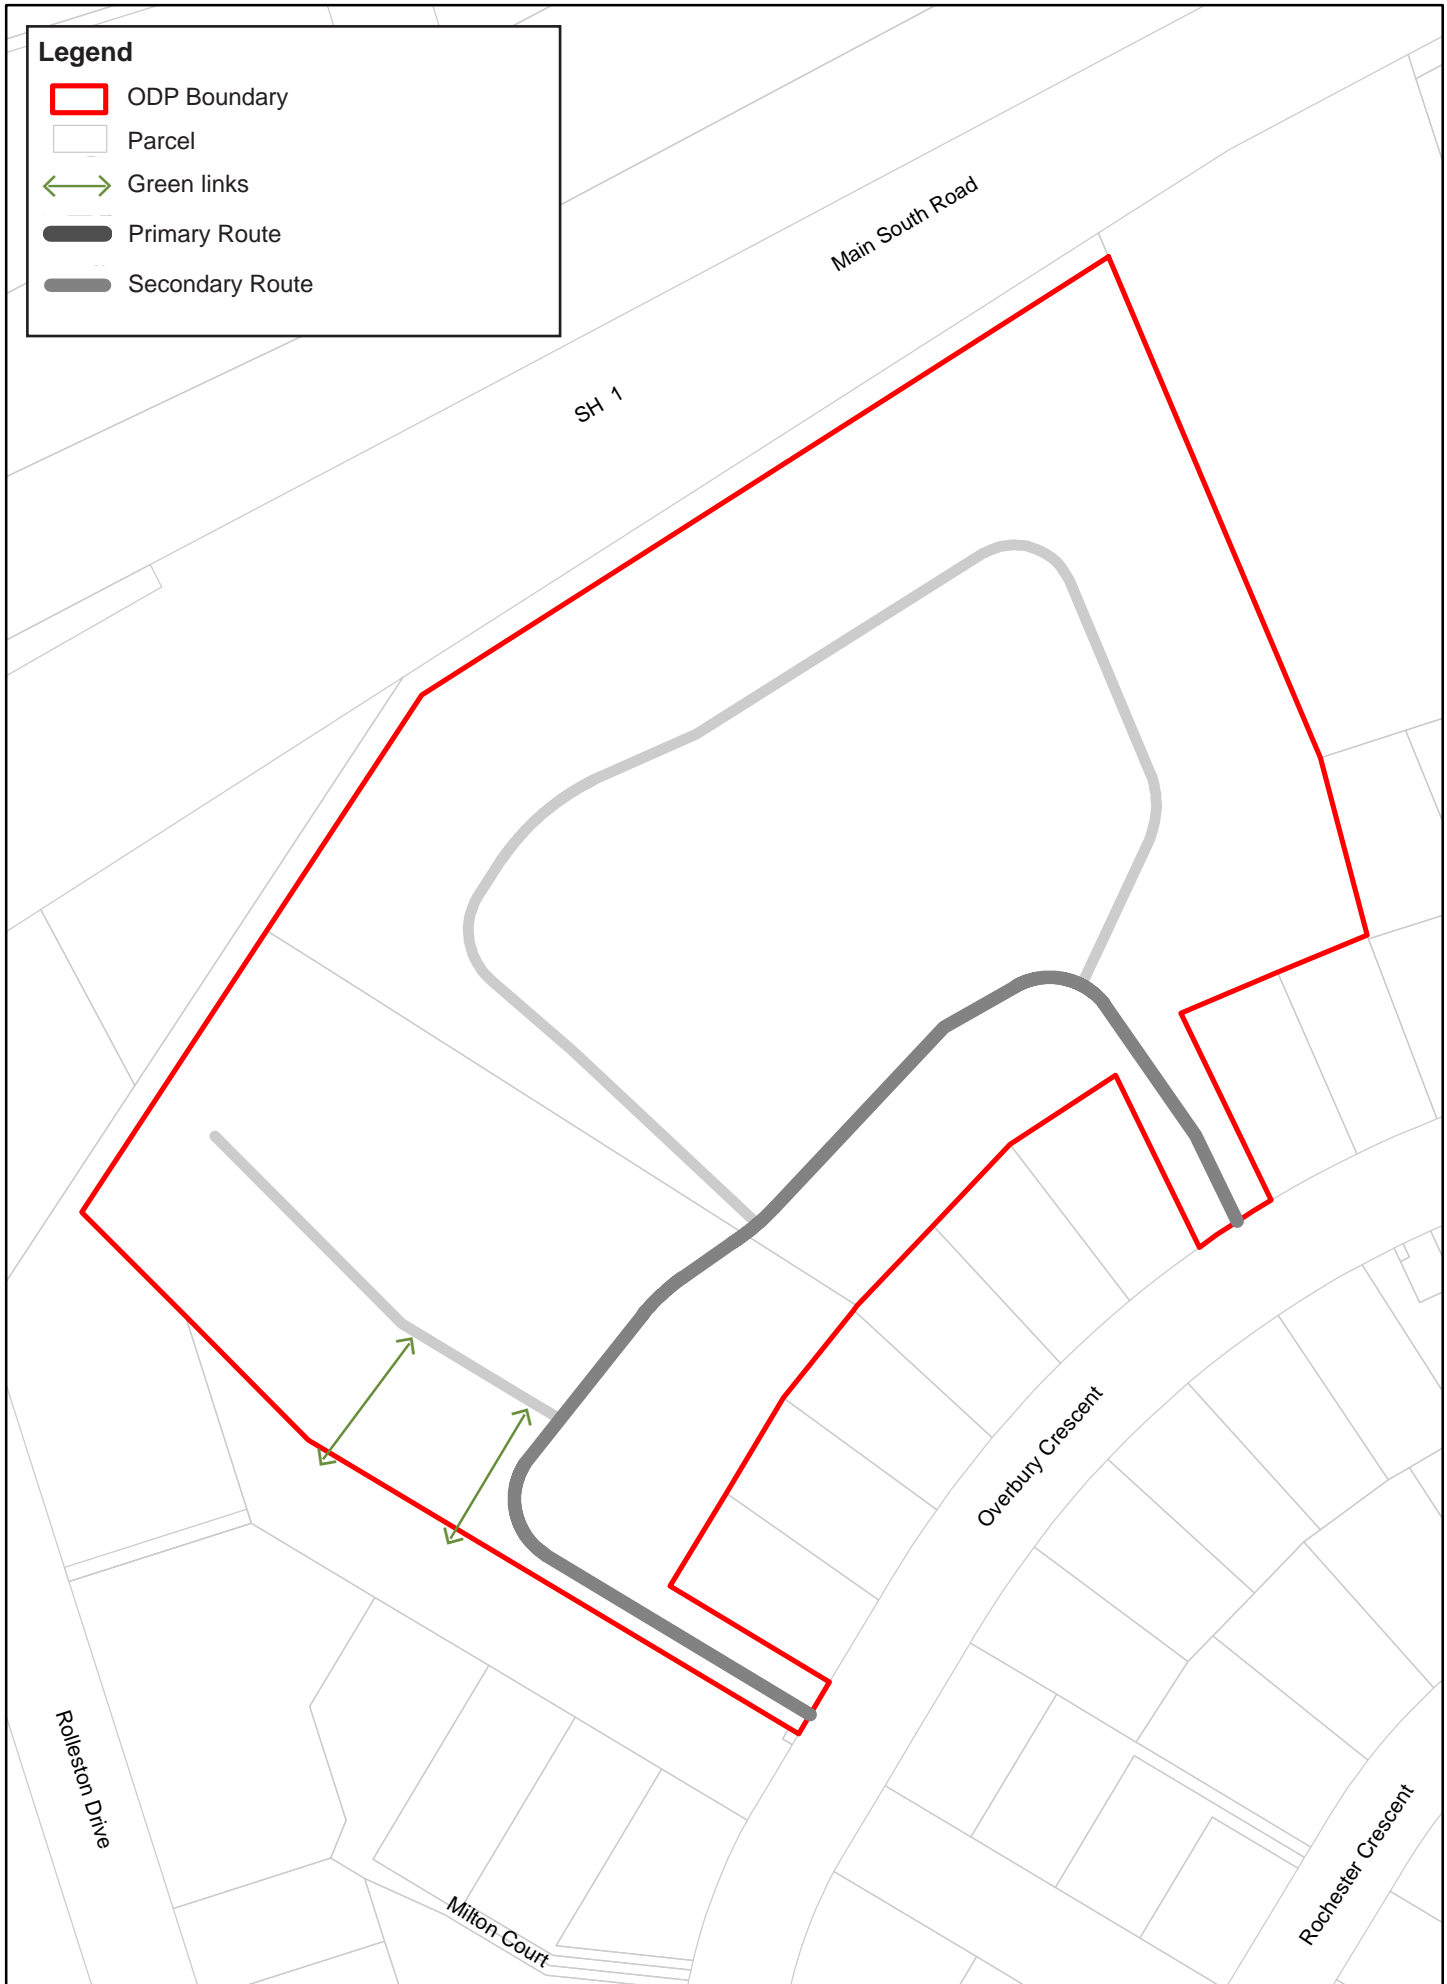 Legend
ODP Boundary
Parcel
Green links
Primary Route
Secondary Route
Main South Road
SH 1
Overbury Crescent
Rolleston Drive
Rochester Crescent
Milton Court